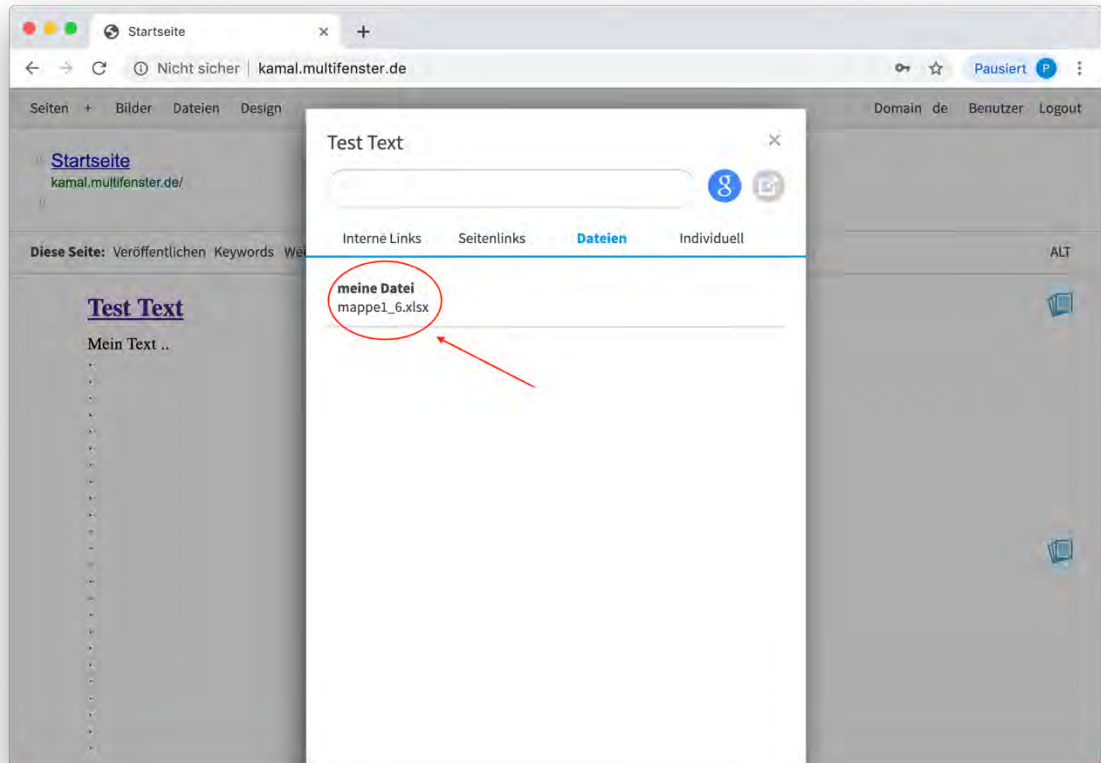 Startseite
Nicht sicher | kamal.multifenster.de
Pausiert P
Seiten + Bilder Dateien Design
Domain de Benutzer Logout
Startseite
kamal.multifenster.de/
Diese Seite: Veröffentlichen Keywords
ALT
Test Text
Mein Text ..
Test Text
8
Interne Links Seitenlinks Dateien Individuell
meine Datei
mappe1_6.xlsx